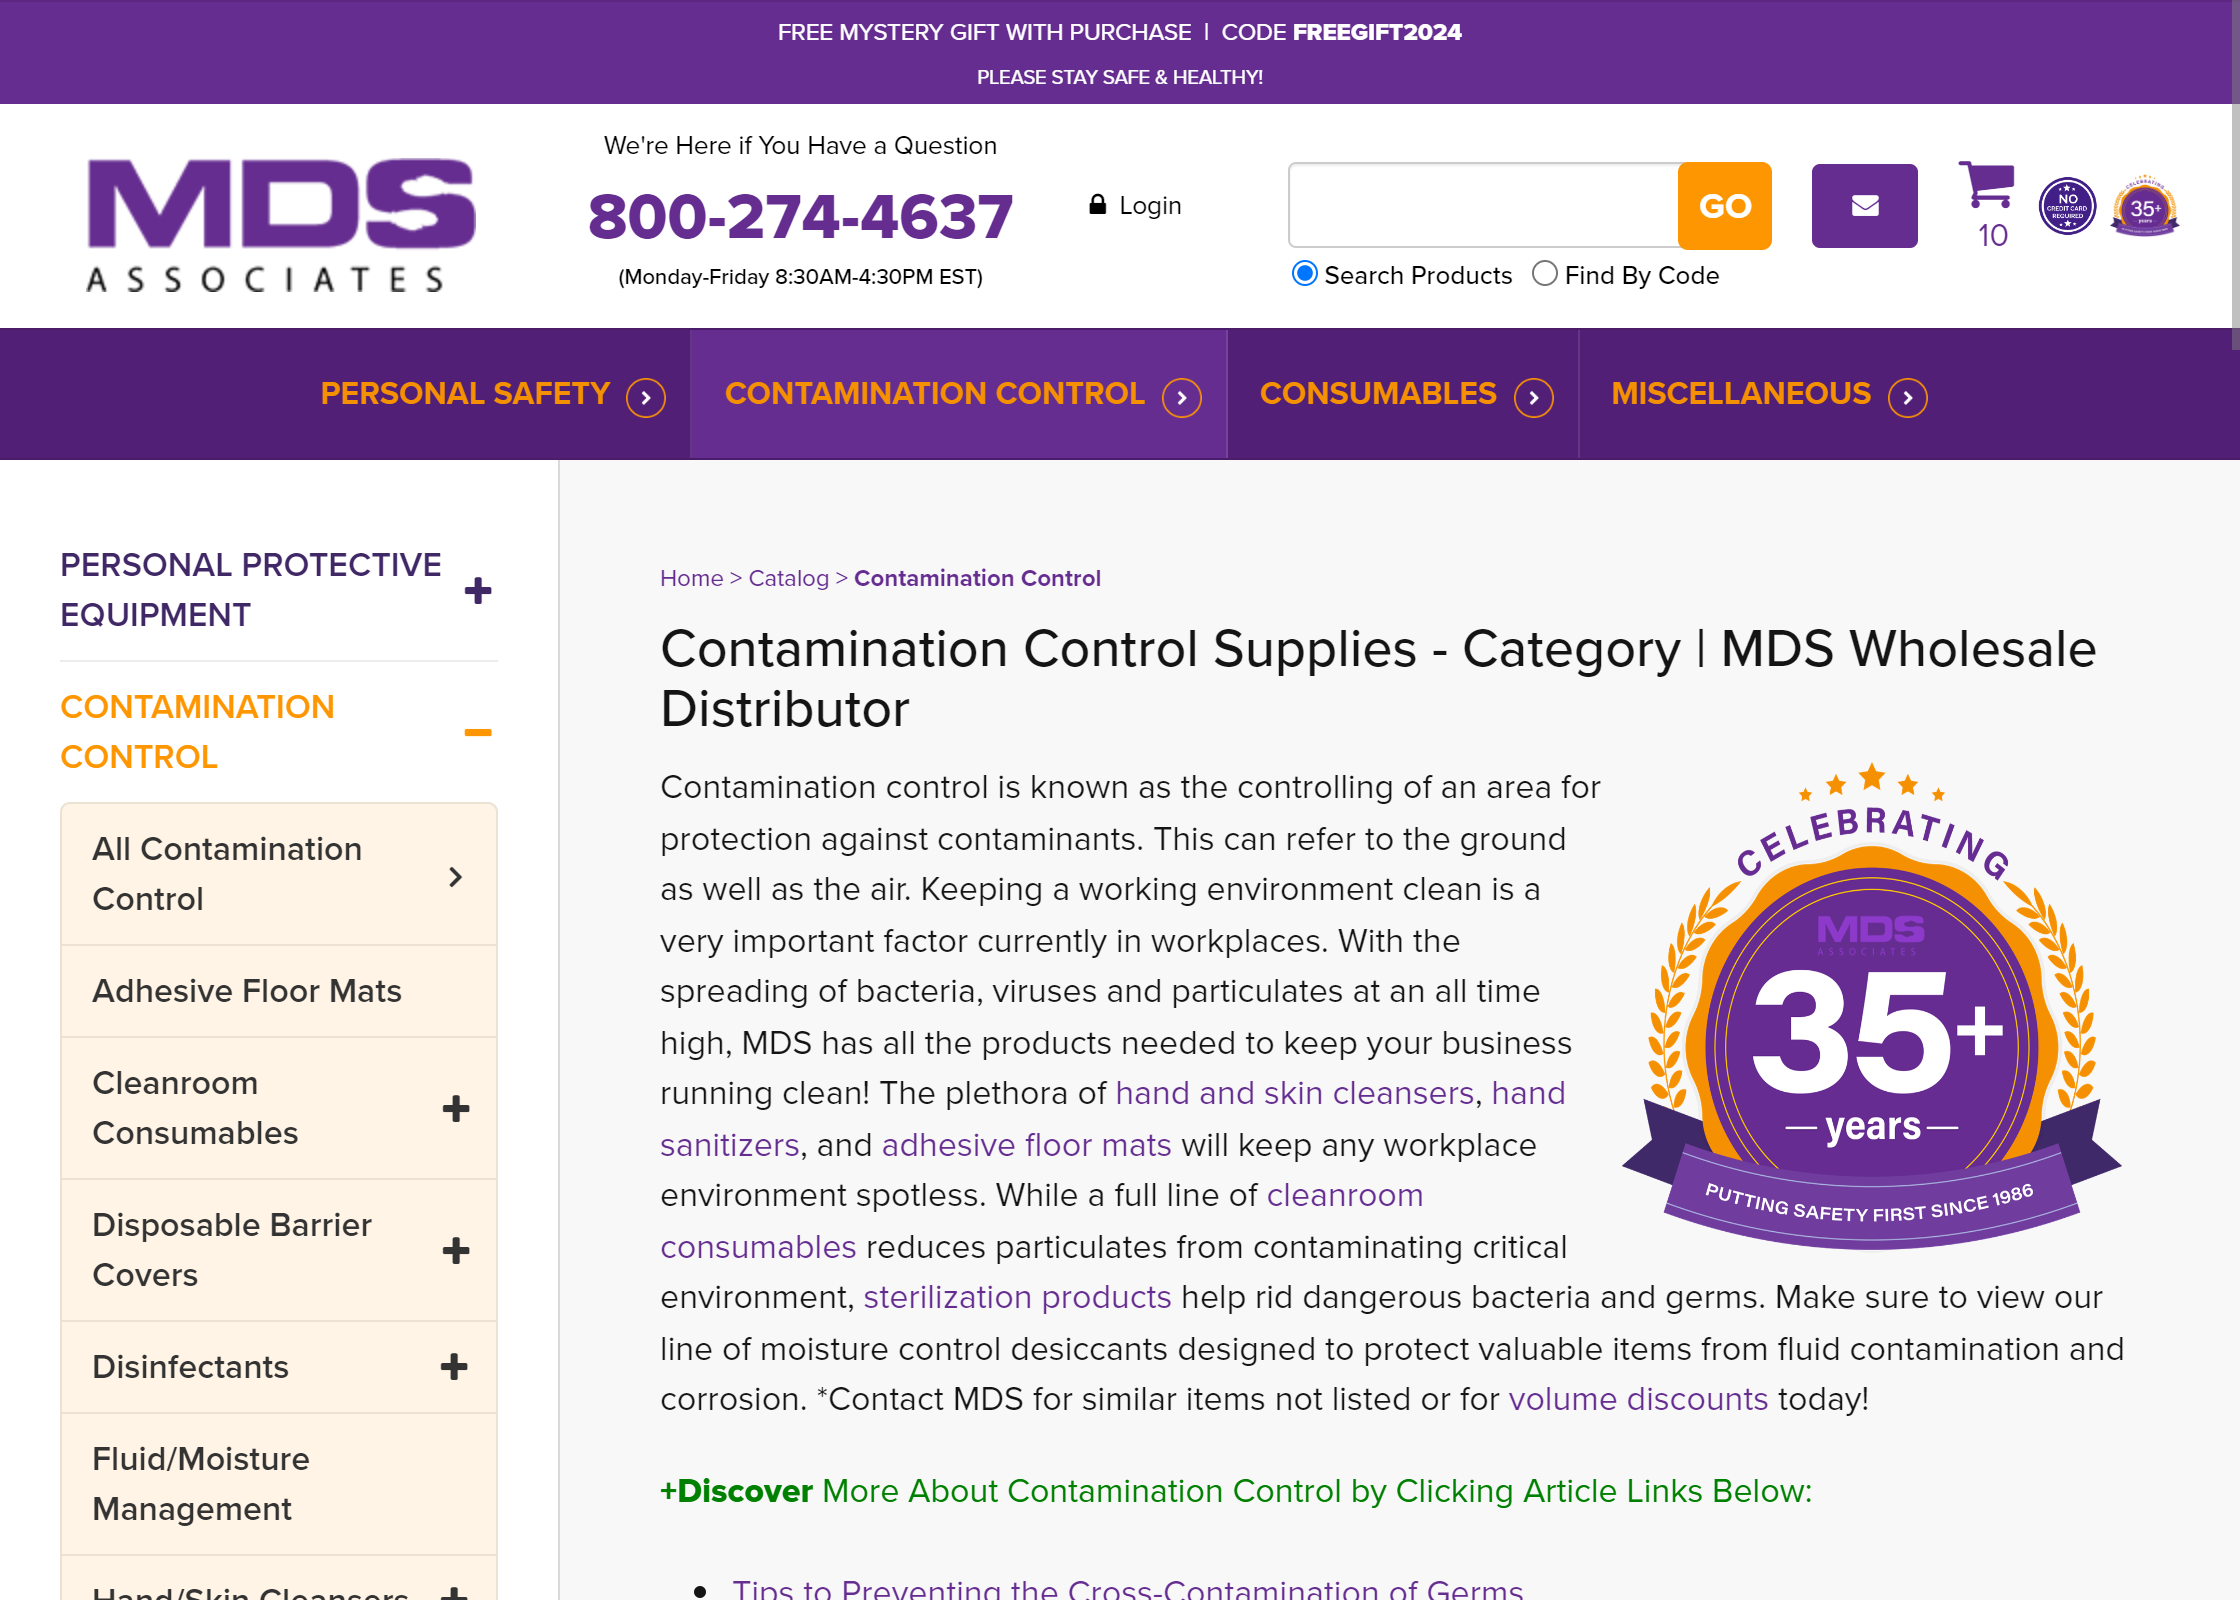 FREE MYSTERY GIFT WITH PURCHASE | CODE FREEGIFT2024
PLEASE STAY SAFE & HEALTHY!
MDS
ASSOCIATES
We're Here if You Have a Question
800-274-4637
(Monday-Friday 8:30AM-4:30PM EST)
Login
GO
Search Products
Find By Code
10
NO
CREDIT CARD
REQUIRED
CELEBRATING
35+
years
PERSONAL SAFETY
CONTAMINATION CONTROL
CONSUMABLES
MISCELLANEOUS
PERSONAL PROTECTIVE
EQUIPMENT
CONTAMINATION
CONTROL
All Contamination
Control
Adhesive Floor Mats
Cleanroom
Consumables
Disposable Barrier
Covers
Disinfectants
Fluid/Moisture
Management
Hand/Skin Cleansers
Home > Catalog > Contamination Control
Contamination Control Supplies - Category | MDS Wholesale
Distributor
Contamination control is known as the controlling of an area for
protection against contaminants. This can refer to the ground
as well as the air. Keeping a working environment clean is a
very important factor currently in workplaces. With the
spreading of bacteria, viruses and particulates at an all time
high, MDS has all the products needed to keep your business
running clean! The plethora of hand and skin cleansers, hand
sanitizers, and adhesive floor mats will keep any workplace
environment spotless. While a full line of cleanroom
consumables reduces particulates from contaminating critical
environment, sterilization products help rid dangerous bacteria and germs. Make sure to view our
line of moisture control desiccants designed to protect valuable items from fluid contamination and
corrosion. *Contact MDS for similar items not listed or for volume discounts today!
CELEBRATING
MDS
ASSOCIATES
35+
years
PUTTING SAFETY FIRST SINCE 1986
+Discover More About Contamination Control by Clicking Article Links Below:
Tips to Preventing the Cross-Contamination of Germs